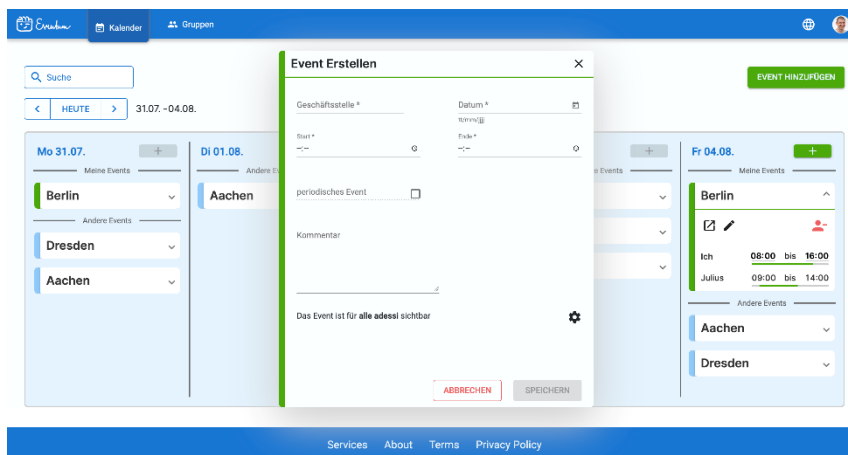 Eventum
Kalender
Gruppen
Suche
HEUTE
31.07. -04.08.
EVENT HINZUFÜGEN
Mo 31.07.
Meine Events
Berlin
Andere Events
Dresden
Aachen
Di 01.08.
Andere
Aachen
Event Erstellen
Geschäftsstelle *
Datum *
Start *
--:--
Ende *
--:--
periodisches Event
Kommentar
Das Event ist für alle adessi sichtbar
ABBRECHEN
SPEICHERN
Events
Fr 04.08.
Meine Events
Berlin
Ich 08:00 bis 16:00
Julius 09:00 bis 14:00
Andere Events
Aachen
Dresden
Services About Terms Privacy Policy